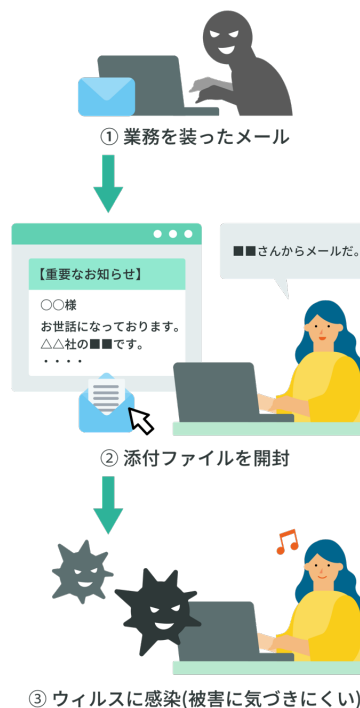 ① 業務を装ったメール
■■さんからメールだ。
【重要なお知らせ】
○○様
お世話になっております。
△△社の■■です。
・・・・
② 添付ファイルを開封
③ ウィルスに感染(被害に気づきにくい)